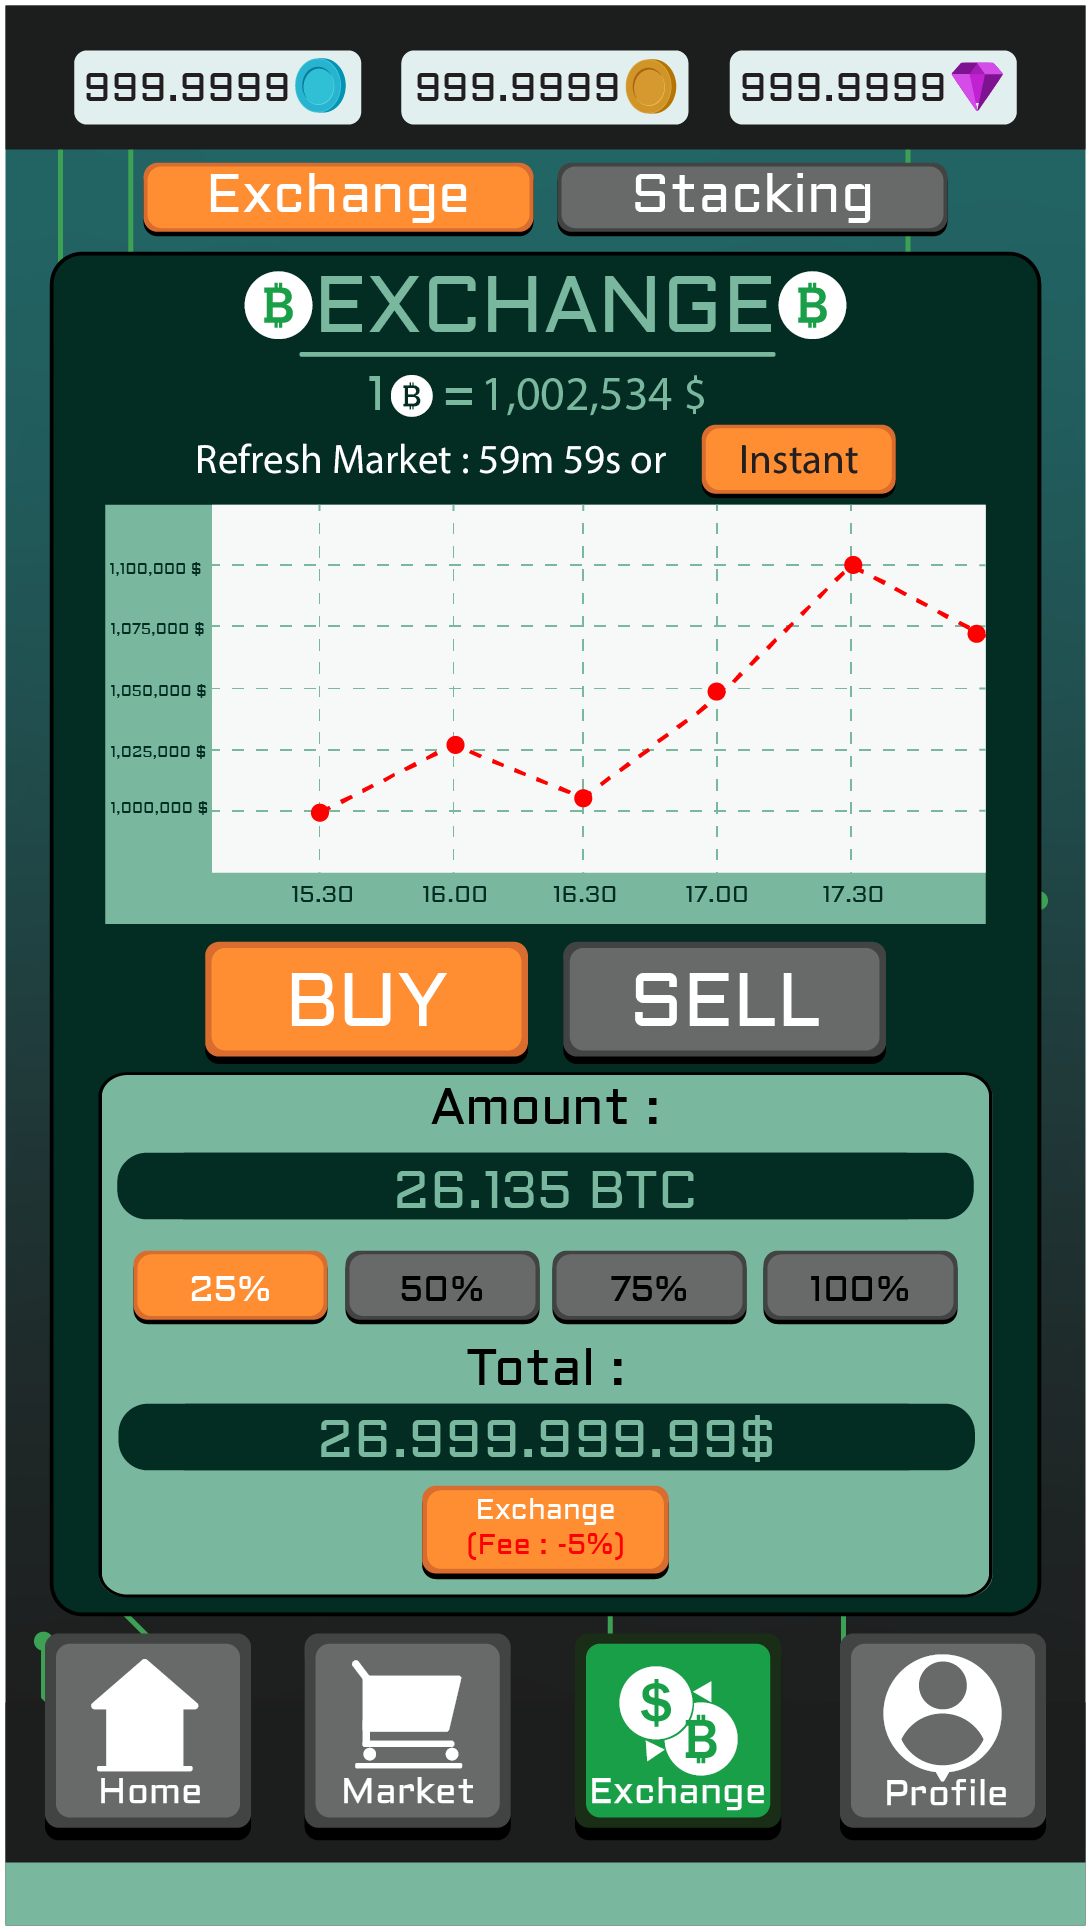 999.9999 999.9999 999.9999
Exchange Stacking
₿ EXCHANGE ₿
1 ₿ = 1,002,534 $
Refresh Market : 59m 59s or Instant
1,100,000 $
1,075,000 $
1,050,000 $
1,025,000 $
1,000,000 $
15.30 16.00 16.30 17.00 17.30
BUY SELL
Amount :
26.135 BTC
25% 50% 75% 100%
Total :
26.999.999.99$
Exchange
(Fee : -5%)
$ ₿
Home Market Exchange Profile